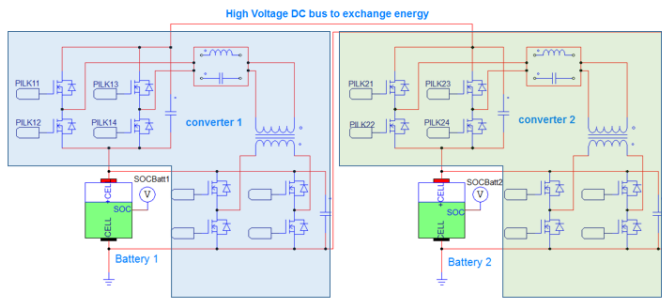 High Voltage DC bus to exchange energy
PILK11
PILK13
PILK12
PILK14
converter 1
PILK21
PILK23
PILK22
PILK24
converter 2
+CELL
SOC
CELL
SOCBatt1
V
Battery 1
+CELL
SOC
CELL
SOCBatt2
V
Battery 2